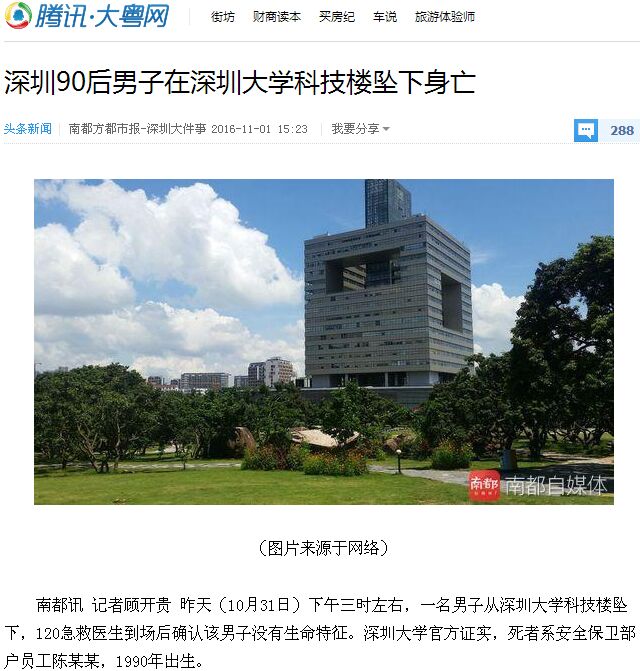 腾讯·大粤网 街坊 财商读本 买房纪 车说 旅游体验师
深圳90后男子在深圳大学科技楼坠下身亡
头条新闻 南都方都市报-深圳大件事 2016-11-01 15:23 我要分享 288
南都 南都自媒体
（图片来源于网络）
南都讯 记者顾开贵 昨天（10月31日）下午三时左右，一名男子从深圳大学科技楼坠
下，120急救医生到场后确认该男子没有生命特征。深圳大学官方证实，死者系安全保卫部
户员工陈某某，1990年出生。